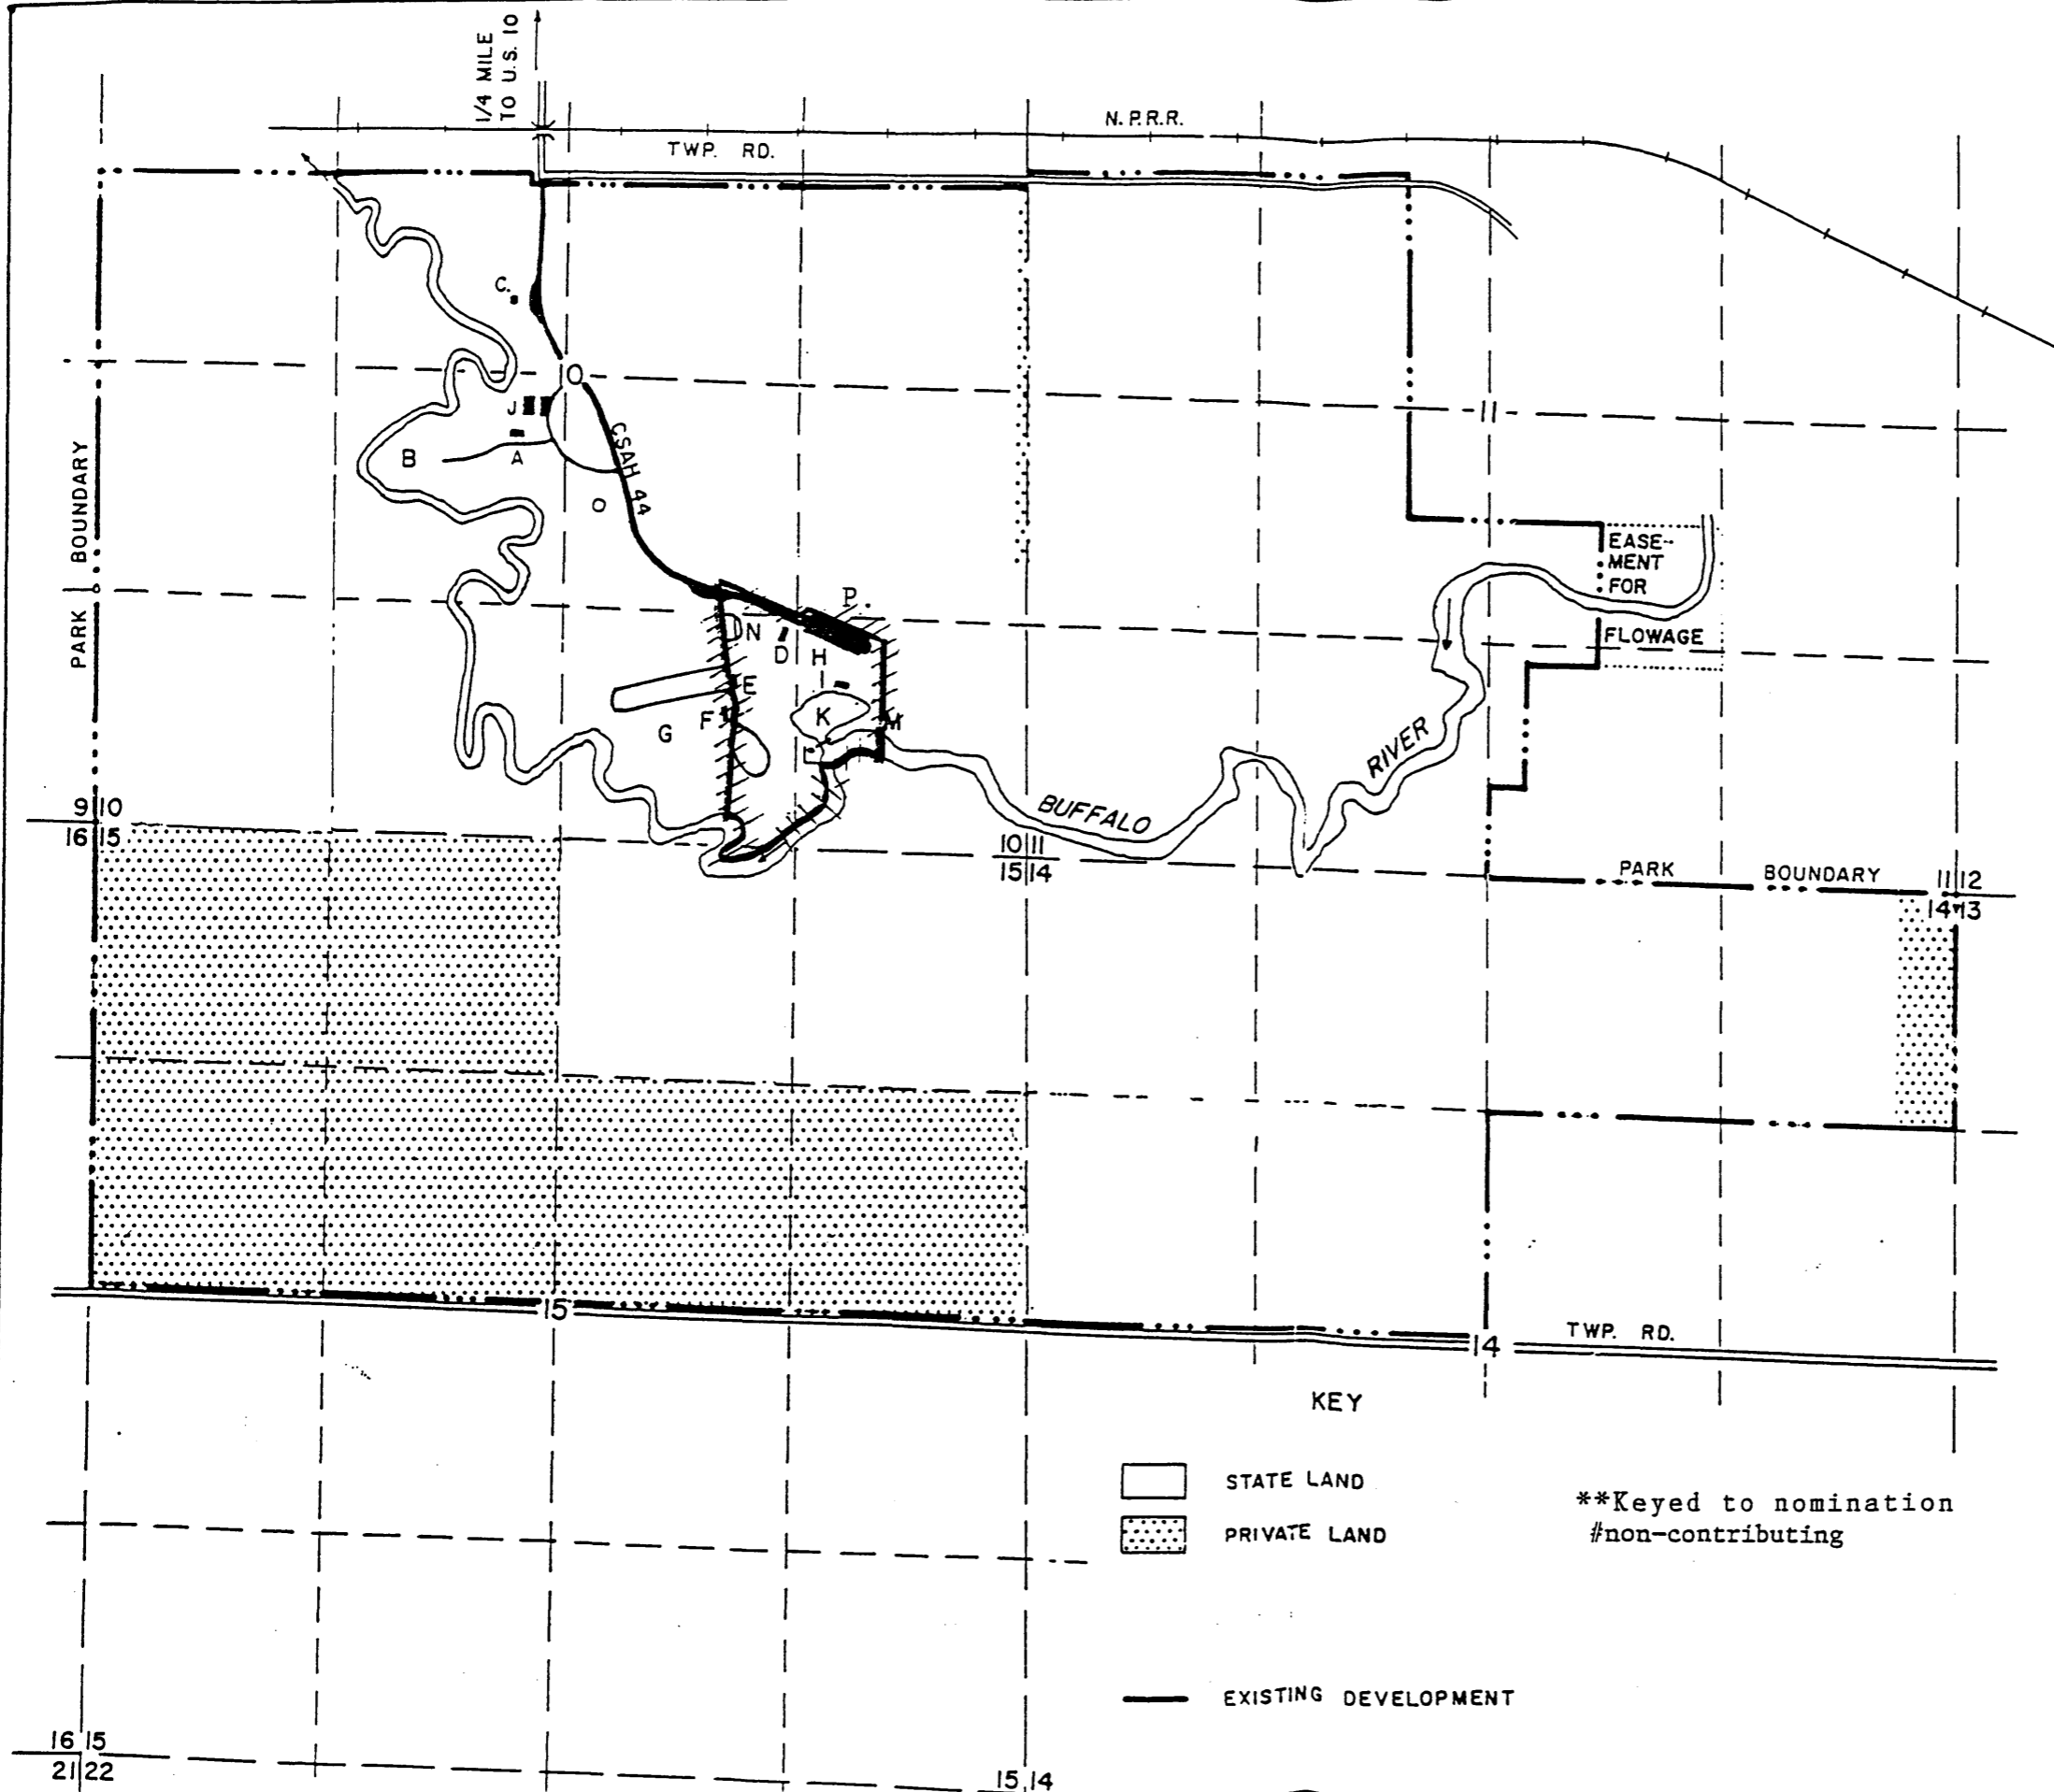 1/4 MILE
TO U.S. 10
N.P.R.R.
TWP. RD.
C.
O
J
CSAH 44
11
B
A
PARK BOUNDARY
O
EASE-
MENT
FOR
P.
N
D
H
FLOWAGE
E
F
K
M
G
L
RIVER
BUFFALO
9 10
16 15
10 11
15 14
PARK BOUNDARY
11 12
14 13
15
14
TWP. RD.
KEY
STATE LAND
PRIVATE LAND
**Keyed to nomination
#non-contributing
EXISTING DEVELOPMENT
16 15
21 22
15 14